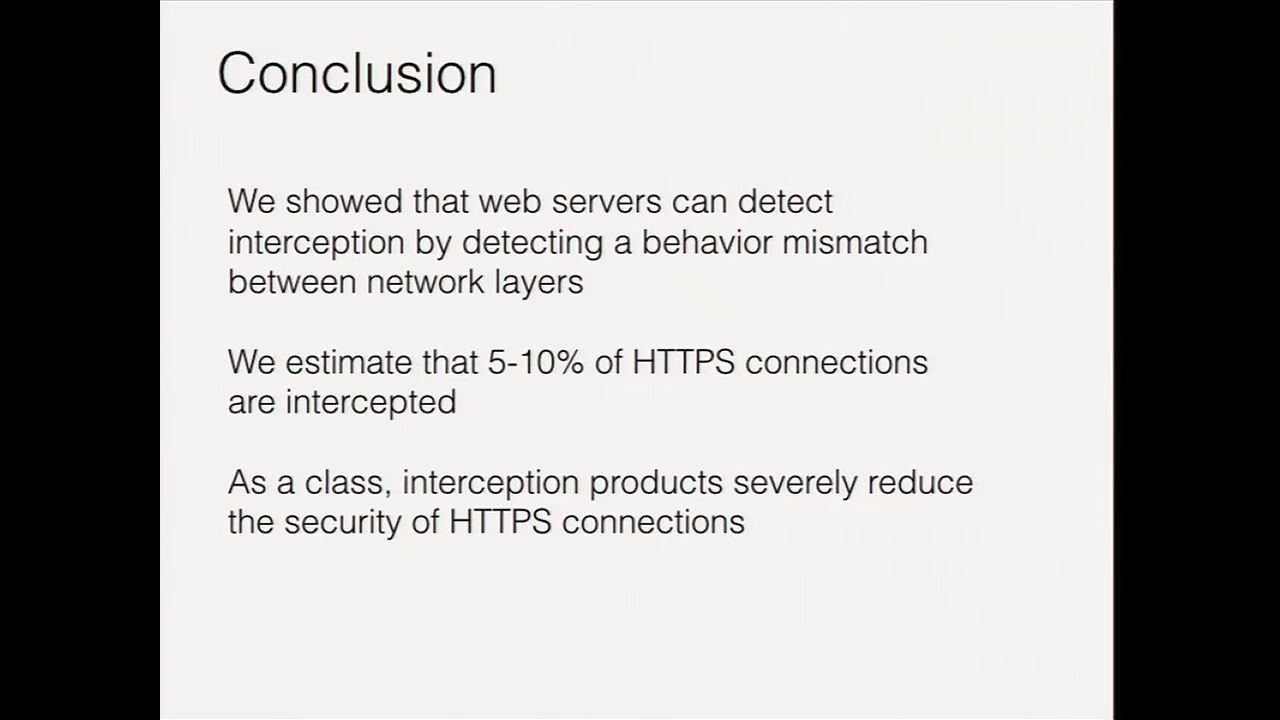 Conclusion
We showed that web servers can detect
interception by detecting a behavior mismatch
between network layers
We estimate that 5-10% of HTTPS connections
are intercepted
As a class, interception products severely reduce
the security of HTTPS connections